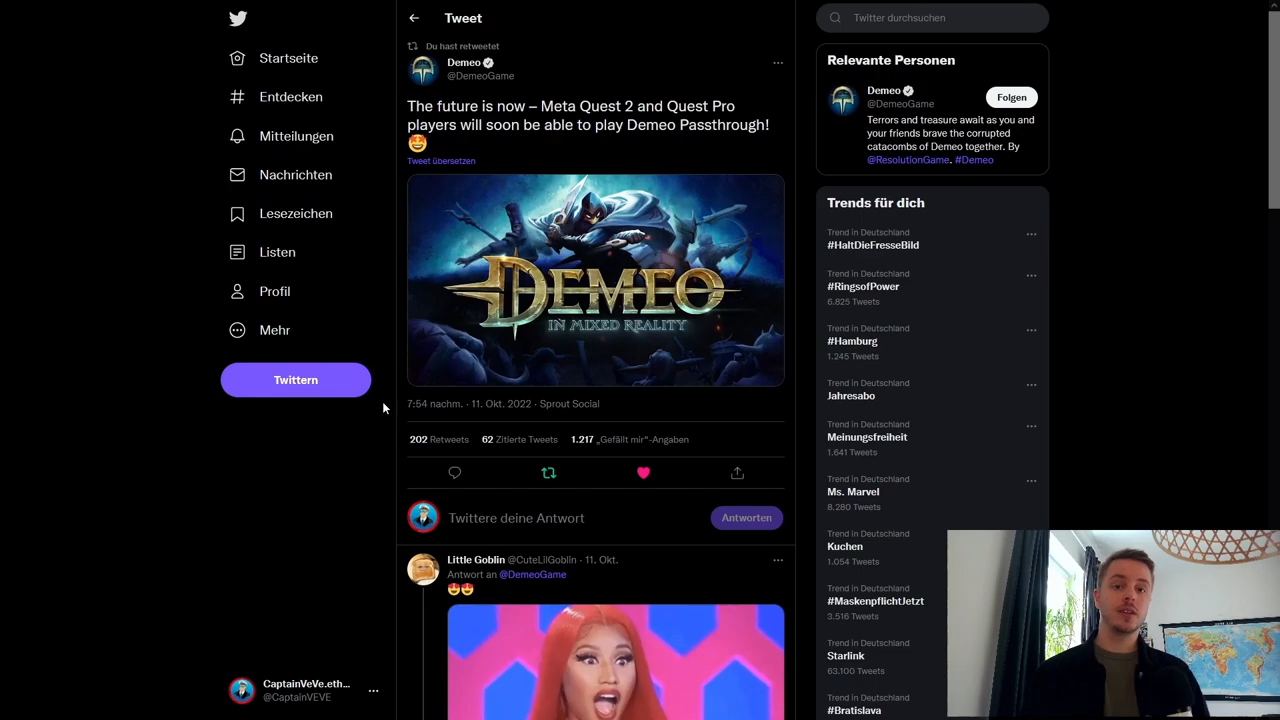 Startseite
Entdecken
Mitteilungen
Nachrichten
Lesezeichen
Listen
Profil
Mehr
Twittern
CaptainVeVe.eth...
@CaptainVEVE
Tweet
Du hast retweetet
Demeo
@DemeoGame
The future is now – Meta Quest 2 and Quest Pro
players will soon be able to play Demeo Passthrough!
Tweet übersetzen
DEMEO
IN MIXED REALITY
7:54 nachm. · 11. Okt. 2022 · Sprout Social
202 Retweets 62 Zitierte Tweets 1.217 „Gefällt mir“-Angaben
Twittere deine Antwort
Antworten
Little Goblin @CuteLilGoblin · 11. Okt.
Antwort an @DemeoGame
Twitter durchsuchen
Relevante Personen
Demeo
@DemeoGame
Folgen
Terrors and treasure await as you and
your friends brave the corrupted
catacombs of Demeo together. By
@ResolutionGame. #Demeo
Trends für dich
Trend in Deutschland
#HaltDieFresseBild
Trend in Deutschland
#RingsofPower
6.825 Tweets
Trend in Deutschland
#Hamburg
1.245 Tweets
Trend in Deutschland
Jahresabo
Trend in Deutschland
Meinungsfreiheit
1.641 Tweets
Trend in Deutschland
Ms. Marvel
8.280 Tweets
Trend in Deutschland
Kuchen
1.054 Tweets
Trend in Deutschland
#MaskenpflichtJetzt
3.516 Tweets
Trend in Deutschland
Starlink
63.100 Tweets
Trend in Deutschland
#Bratislava